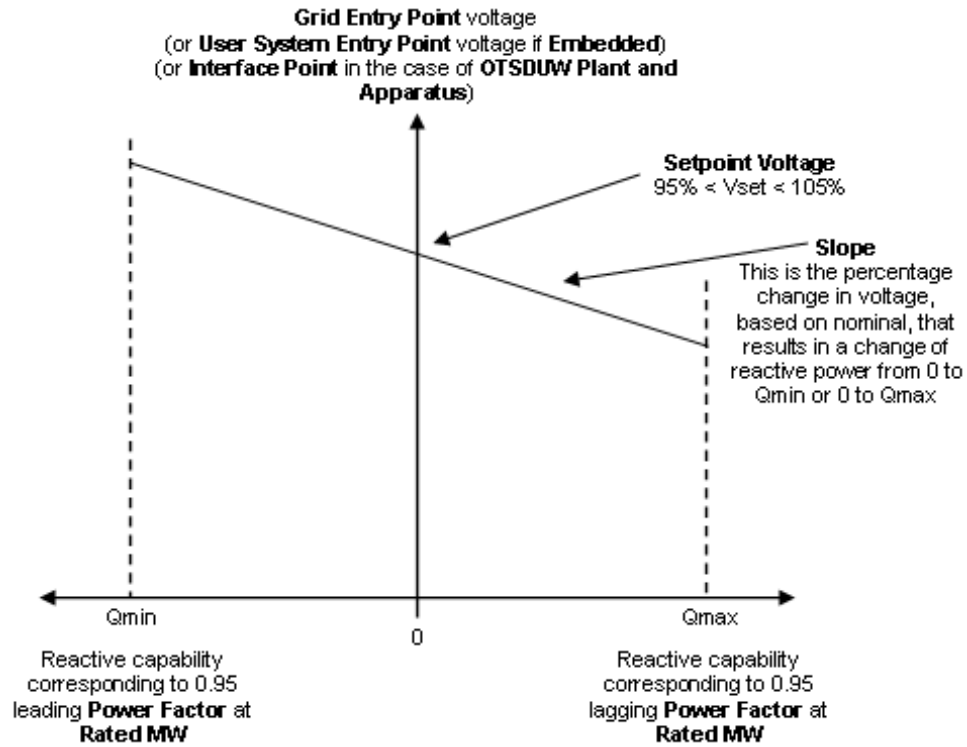 Grid Entry Point voltage
(or User System Entry Point voltage if Embedded)
(or Interface Point in the case of OTSDUW Plant and
Apparatus)
Setpoint Voltage
95% < Vset < 105%
Slope
This is the percentage
change in voltage,
based on nominal, that
results in a change of
reactive power from 0 to
Qmin or 0 to Qmax
Qmin
0
Qmax
Reactive capability
corresponding to 0.95
leading Power Factor at
Rated MW
Reactive capability
corresponding to 0.95
lagging Power Factor at
Rated MW